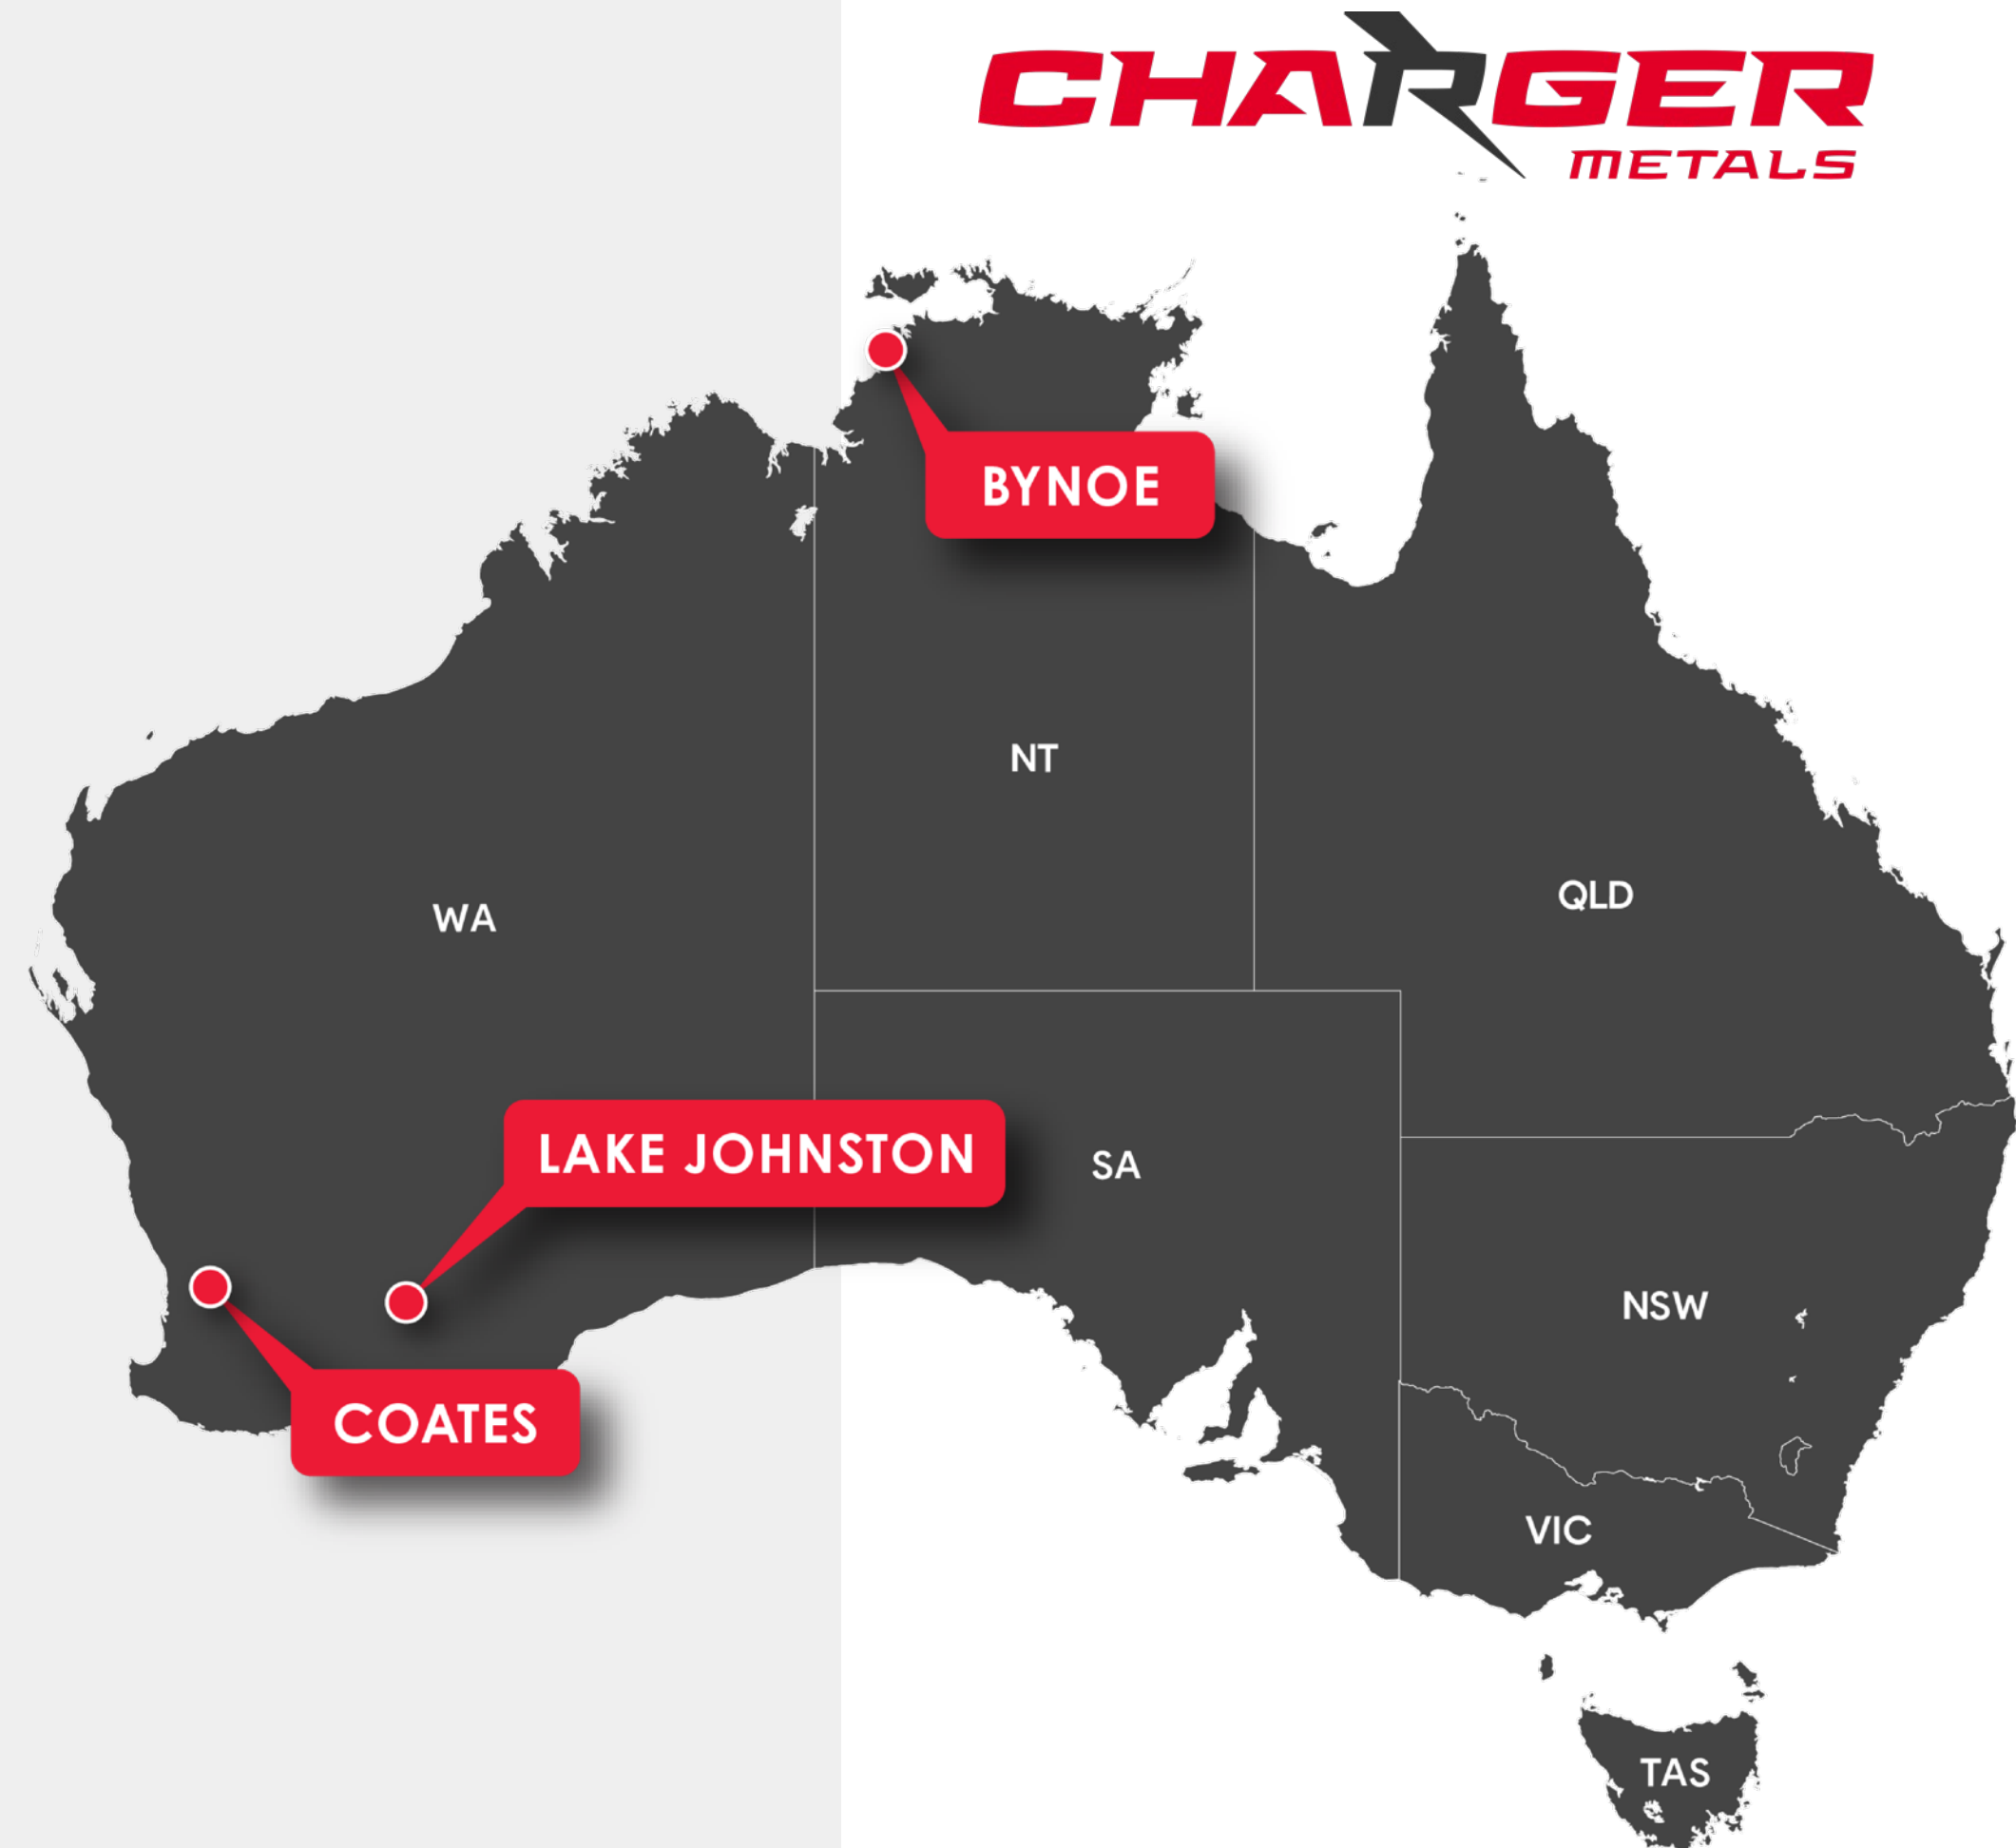 CHARGER
METALS
BYNOE
NT
QLD
WA
LAKE JOHNSTON
SA
NSW
COATES
VIC
TAS